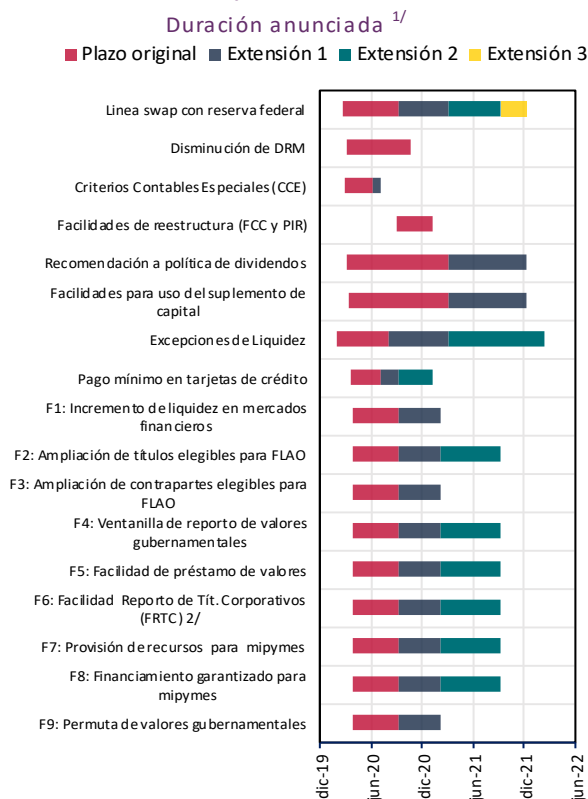 Duración anunciada 1/
Plazo original Extensión 1 Extensión 2 Extensión 3
Linea swap con reserva federal
Disminución de DRM
Criterios Contables Especiales (CCE)
Facilidades de reestructura (FCC y PIR)
Recomendación a política de dividendos
Facilidades para uso del suplemento de
capital
Excepciones de Liquidez
Pago mínimo en tarjetas de crédito
F1: Incremento de liquidez en mercados
financieros
F2: Ampliación de títulos elegibles para FLAO
F3: Ampliación de contrapartes elegibles para
FLAO
F4: Ventanilla de reporto de valores
gubernamentales
F5: Facilidad de préstamo de valores
F6: Facilidad Reporto de Tít. Corporativos
(FRTC) 2/
F7: Provisión de recursos para mipymes
F8: Financiamiento garantizado para
mipymes
F9: Permuta de valores gubernamentales
dic-19
jun-20
dic-20
jun-21
dic-21
jun-22